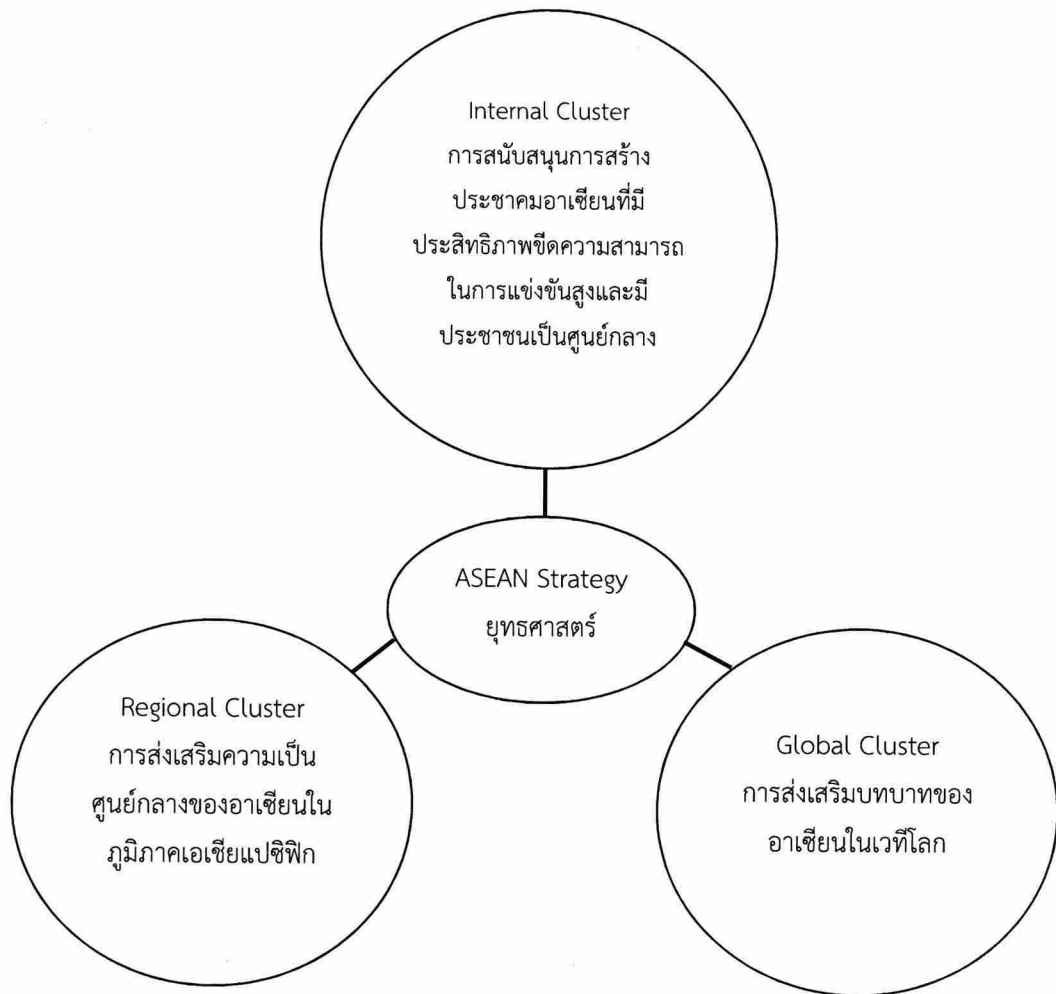 Internal Cluster
การสนับสนุนการสร้าง
ประชาคมอาเซียนที่มี
ประสิทธิภาพขีดความสามารถ
ในการแข่งขันสูงและมี
ประชาชนเป็นศูนย์กลาง
ASEAN Strategy
ยุทธศาสตร์
Regional Cluster
การส่งเสริมความเป็น
ศูนย์กลางของอาเซียนใน
ภูมิภาคเอเชียแปซิฟิก
Global Cluster
การส่งเสริมบทบาทของ
อาเซียนในเวทีโลก